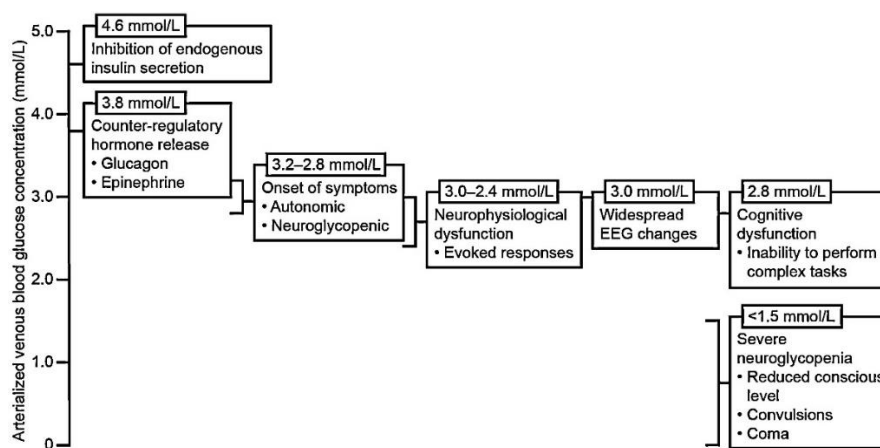 Arterialized venous blood glucose concentration (mmol/L)
5.0
4.0
3.0
2.0
1.0
0
4.6 mmol/L
Inhibition of endogenous
insulin secretion
3.8 mmol/L
Counter-regulatory
hormone release
• Glucagon
• Epinephrine
3.2–2.8 mmol/L
Onset of symptoms
• Autonomic
• Neuroglycopenic
3.0–2.4 mmol/L
Neurophysiological
dysfunction
• Evoked responses
3.0 mmol/L
Widespread
EEG changes
2.8 mmol/L
Cognitive
dysfunction
• Inability to perform
complex tasks
<1.5 mmol/L
Severe
neuroglycopenia
• Reduced conscious
level
• Convulsions
• Coma